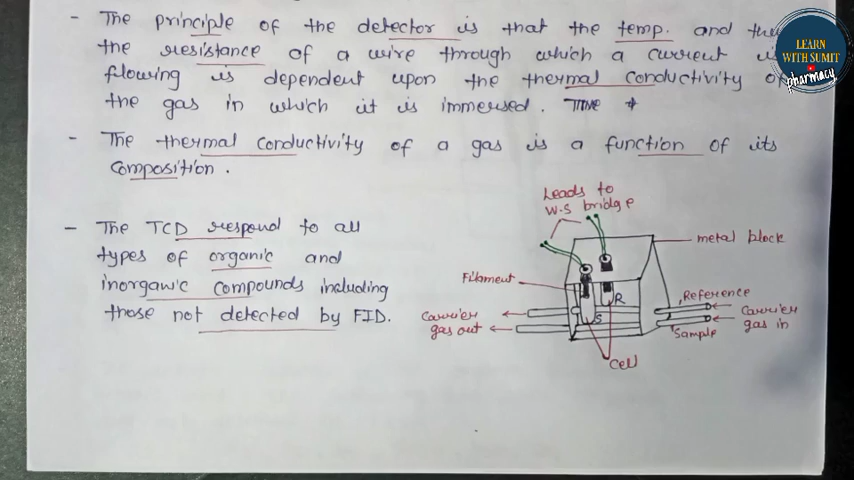 - The principle of the detector is that the temp. and thus
the resistance of a wire through which a current is
flowing is dependent upon the thermal conductivity of
the gas in which it is immersed.
- The thermal conductivity of a gas is a function of its
composition.
- The TCD respond to all
types of organic and
inorganic compounds including
those not detected by FID.
Leads to
W.S bridge
metal block
Filament
R
Reference
Carrier
gas out
S
Carrier
gas in
Sample
Cell
LEARN
WITH SUMIT
pharmacy